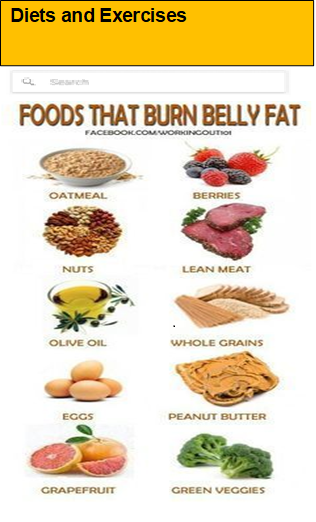 Diets and Exercises
Search
FOODS THAT BURN BELLY FAT
FACEBOOK.COM/WORKINGOUT101
OATMEAL
BERRIES
NUTS
LEAN MEAT
OLIVE OIL
WHOLE GRAINS
EGGS
PEANUT BUTTER
GRAPEFRUIT
GREEN VEGGIES